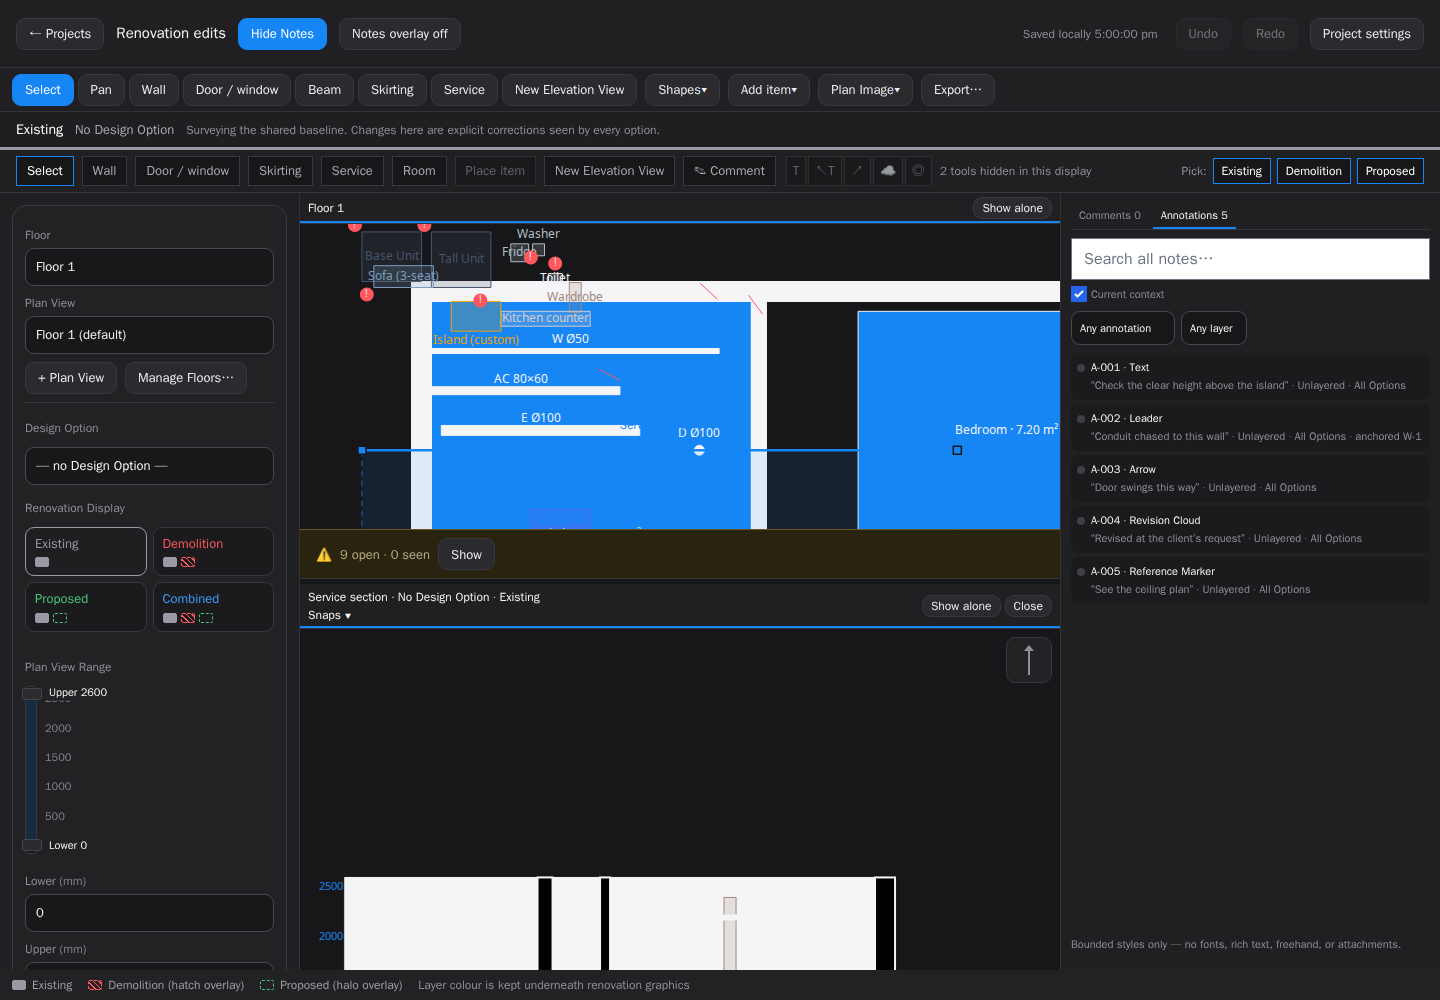 ← Projects
Renovation edits
Hide Notes
Notes overlay off
Saved locally 5:00:00 pm
Undo
Redo
Project settings
Select
Pan
Wall
Door / window
Beam
Skirting
Service
New Elevation View
Shapes▾
Add item▾
Plan Image▾
Export…
Existing
No Design Option
Surveying the shared baseline. Changes here are explicit corrections seen by every option.
Select
Wall
Door / window
Skirting
Service
Room
Place item
New Elevation View
✎ Comment
T
↖T
↗
2 tools hidden in this display
Pick:
Existing
Demolition
Proposed
Floor
Floor 1
Plan View
Floor 1 (default)
+ Plan View
Manage Floors…
Design Option
— no Design Option —
Renovation Display
Existing
Demolition
Proposed
Combined
Plan View Range
Upper 2600
2000
1500
1000
500
Lower 0
Lower (mm)
0
Upper (mm)
Floor 1
Show alone
Washer
Base Unit
Tall Unit
Fridge
Sofa (3-seat)
Toilet
Wardrobe
Kitchen counter
Island (custom)
W Ø50
AC 80×60
E Ø100
D Ø100
Bedroom · 7.20 m²
9 open · 0 seen
Show
Service section · No Design Option · Existing
Snaps ▾
Show alone
Close
2500
2000
Comments 0
Annotations 5
Search all notes…
Current context
Any annotation
Any layer
A-001 · Text
"Check the clear height above the island" · Unlayered · All Options
A-002 · Leader
"Conduit chased to this wall" · Unlayered · All Options · anchored W-1
A-003 · Arrow
"Door swings this way" · Unlayered · All Options
A-004 · Revision Cloud
"Revised at the client's request" · Unlayered · All Options
A-005 · Reference Marker
"See the ceiling plan" · Unlayered · All Options
Bounded styles only — no fonts, rich text, freehand, or attachments.
Existing
Demolition (hatch overlay)
Proposed (halo overlay)
Layer colour is kept underneath renovation graphics